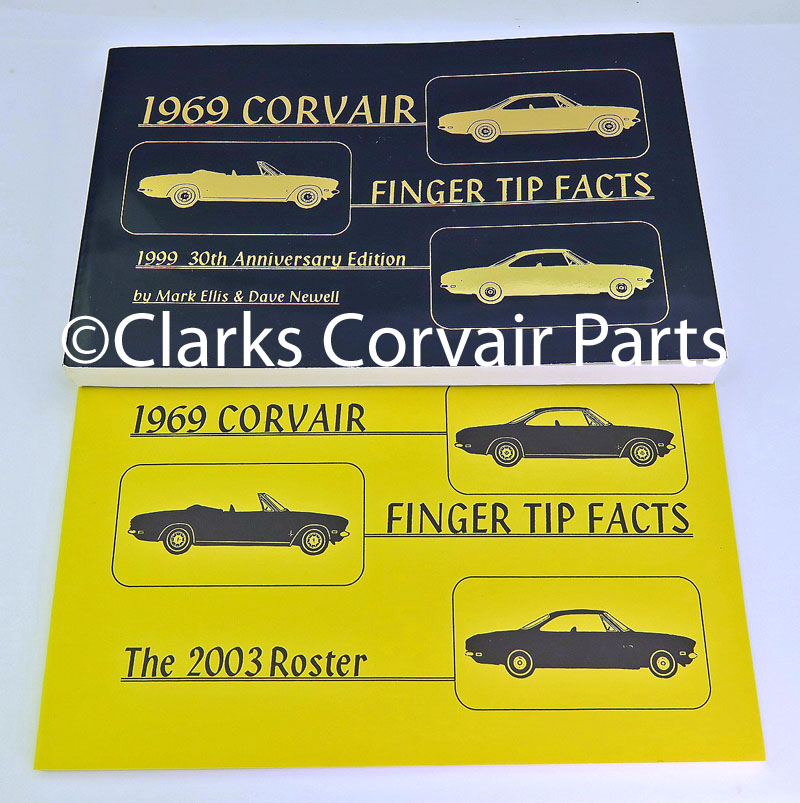 1969 CORVAIR
FINGER TIP FACTS
1999 30th Anniversary Edition
by Mark Ellis & Dave Newell
©Clarks Corvair Parts
1969 CORVAIR
FINGER TIP FACTS
The 2003 Roster